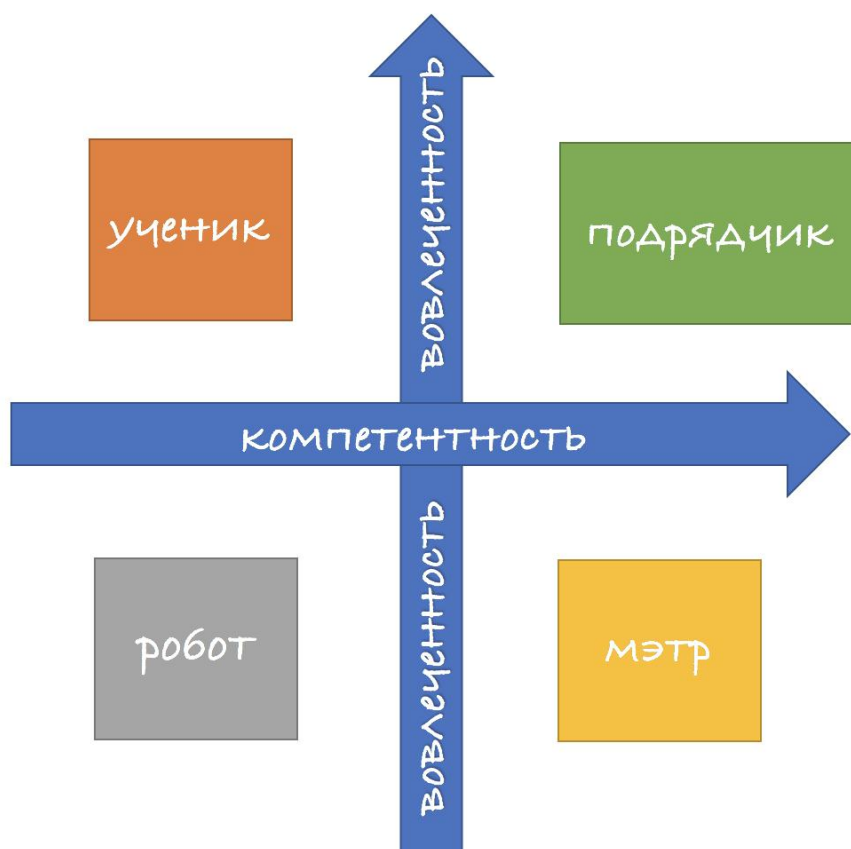 вовлеченность
ученик
подрядчик
компетентность
вовлеченность
робот
мэтр